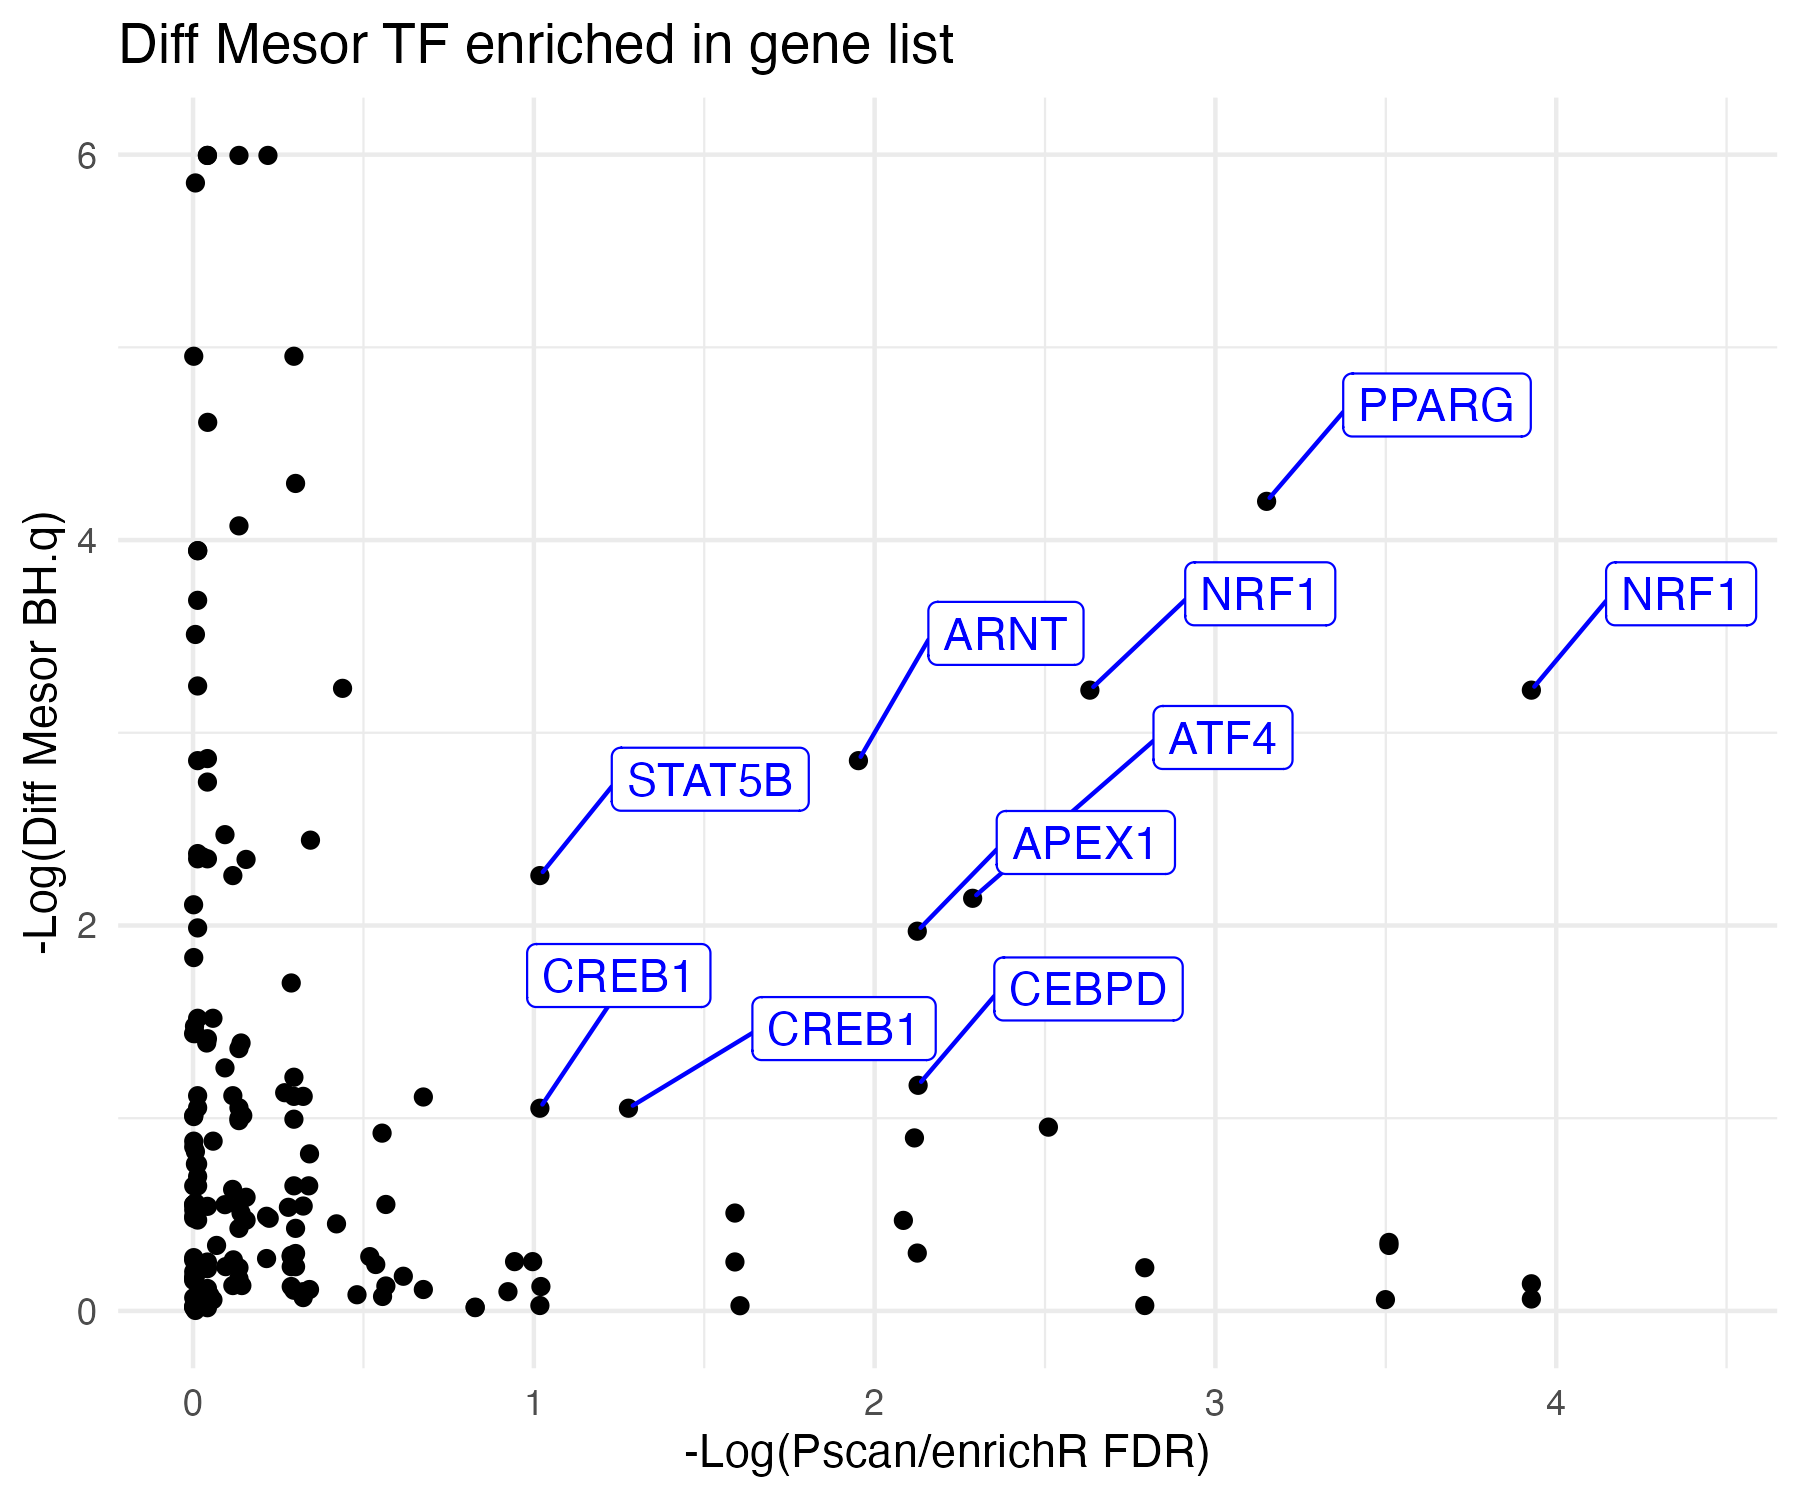 Diff Mesor TF enriched in gene list
6
4
2
0
-Log(Diff Mesor BH.q)
PPARG
NRF1
NRF1
ARNT
ATF4
STAT5B
APEX1
CREB1
CEBPD
CREB1
0
1
2
3
4
-Log(Pscan/enrichR FDR)